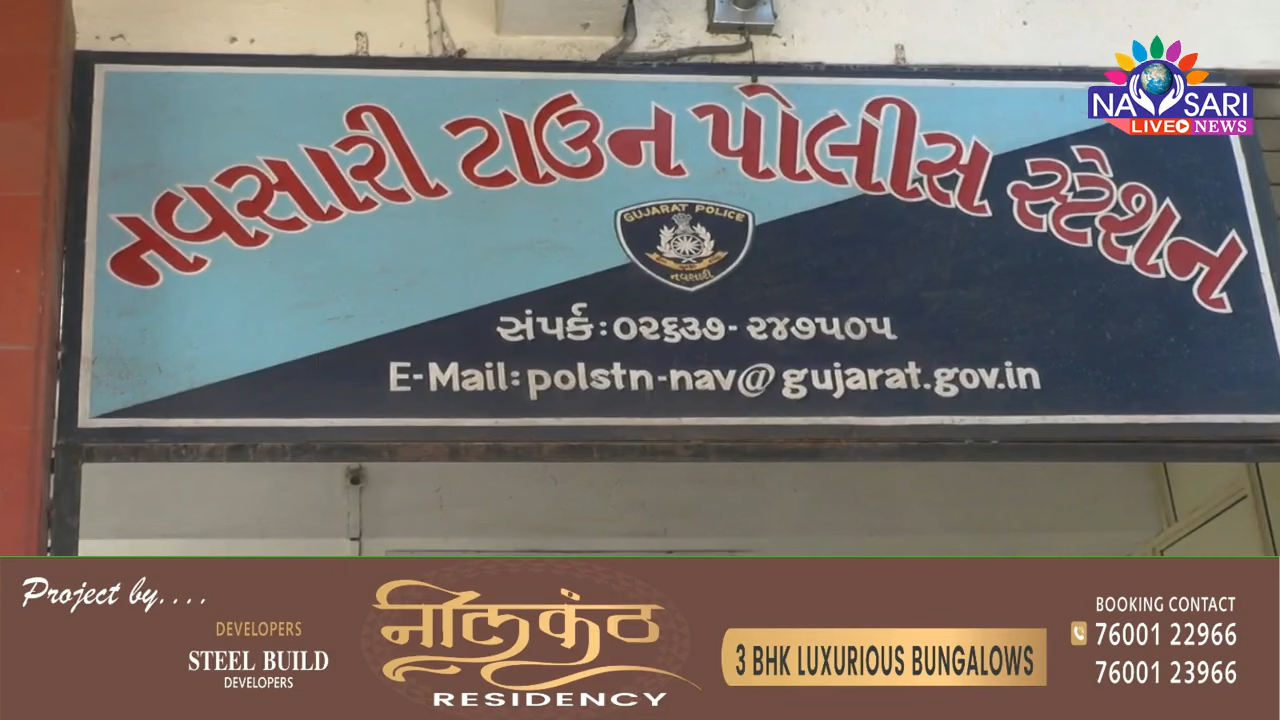 નવસારી ટાઉન પોલીસ સ્ટેશન
NAVSARI
LIVE NEWS
GUJARAT POLICE
નવસારી
સંપર્ક : ૦૨૬૩૭- ૨૪૭૫૦૫
E-Mail: polstn-nav@gujarat.gov.in
Project by....
DEVELOPERS
STEEL BUILD
DEVELOPERS
नीलकंठ
RESIDENCY
3 BHK LUXURIOUS BUNGALOWS
BOOKING CONTACT
76001 22966
76001 23966